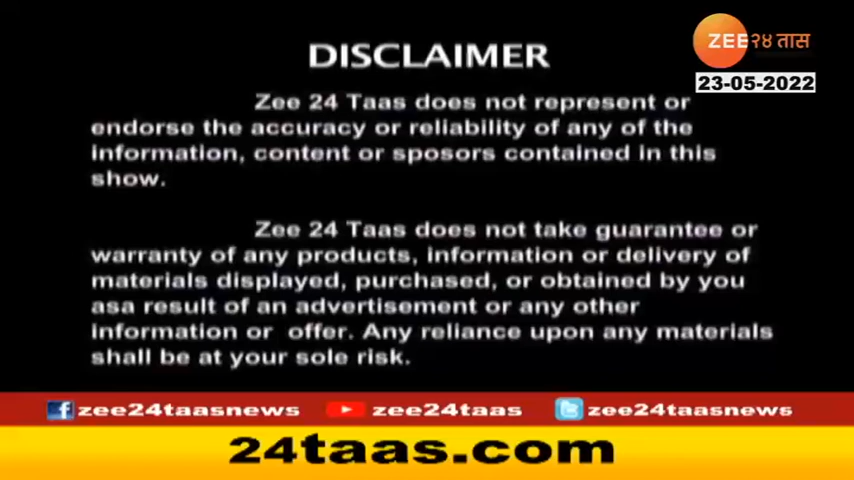 DISCLAIMER
ZEE २४ तास
23-05-2022
Zee 24 Taas does not represent or
endorse the accuracy or reliability of any of the
information, content or sposors contained in this
show.
Zee 24 Taas does not take guarantee or
warranty of any products, information or delivery of
materials displayed, purchased, or obtained by you
asa result of an advertisement or any other
information or offer. Any reliance upon any materials
shall be at your sole risk.
zee24taasnews zee24taas zee24taasnews
24taas.com